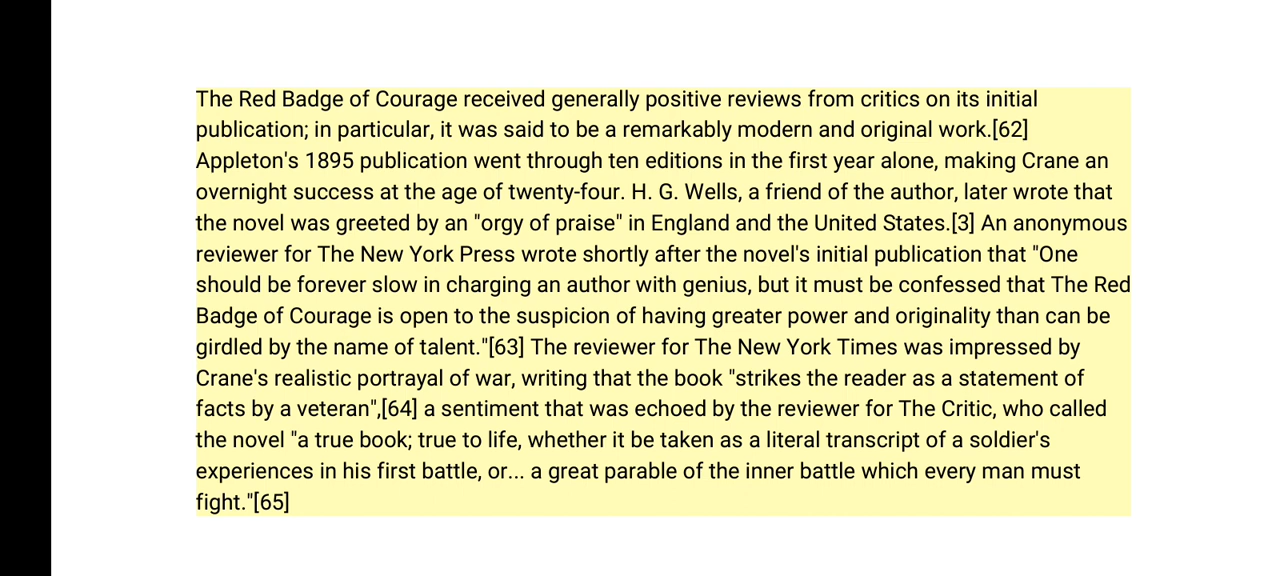 The Red Badge of Courage received generally positive reviews from critics on its initial
publication; in particular, it was said to be a remarkably modern and original work.[62]
Appleton's 1895 publication went through ten editions in the first year alone, making Crane an
overnight success at the age of twenty-four. H. G. Wells, a friend of the author, later wrote that
the novel was greeted by an "orgy of praise" in England and the United States.[3] An anonymous
reviewer for The New York Press wrote shortly after the novel's initial publication that "One
should be forever slow in charging an author with genius, but it must be confessed that The Red
Badge of Courage is open to the suspicion of having greater power and originality than can be
girdled by the name of talent."[63] The reviewer for The New York Times was impressed by
Crane's realistic portrayal of war, writing that the book "strikes the reader as a statement of
facts by a veteran",[64] a sentiment that was echoed by the reviewer for The Critic, who called
the novel "a true book; true to life, whether it be taken as a literal transcript of a soldier's
experiences in his first battle, or... a great parable of the inner battle which every man must
fight."[65]